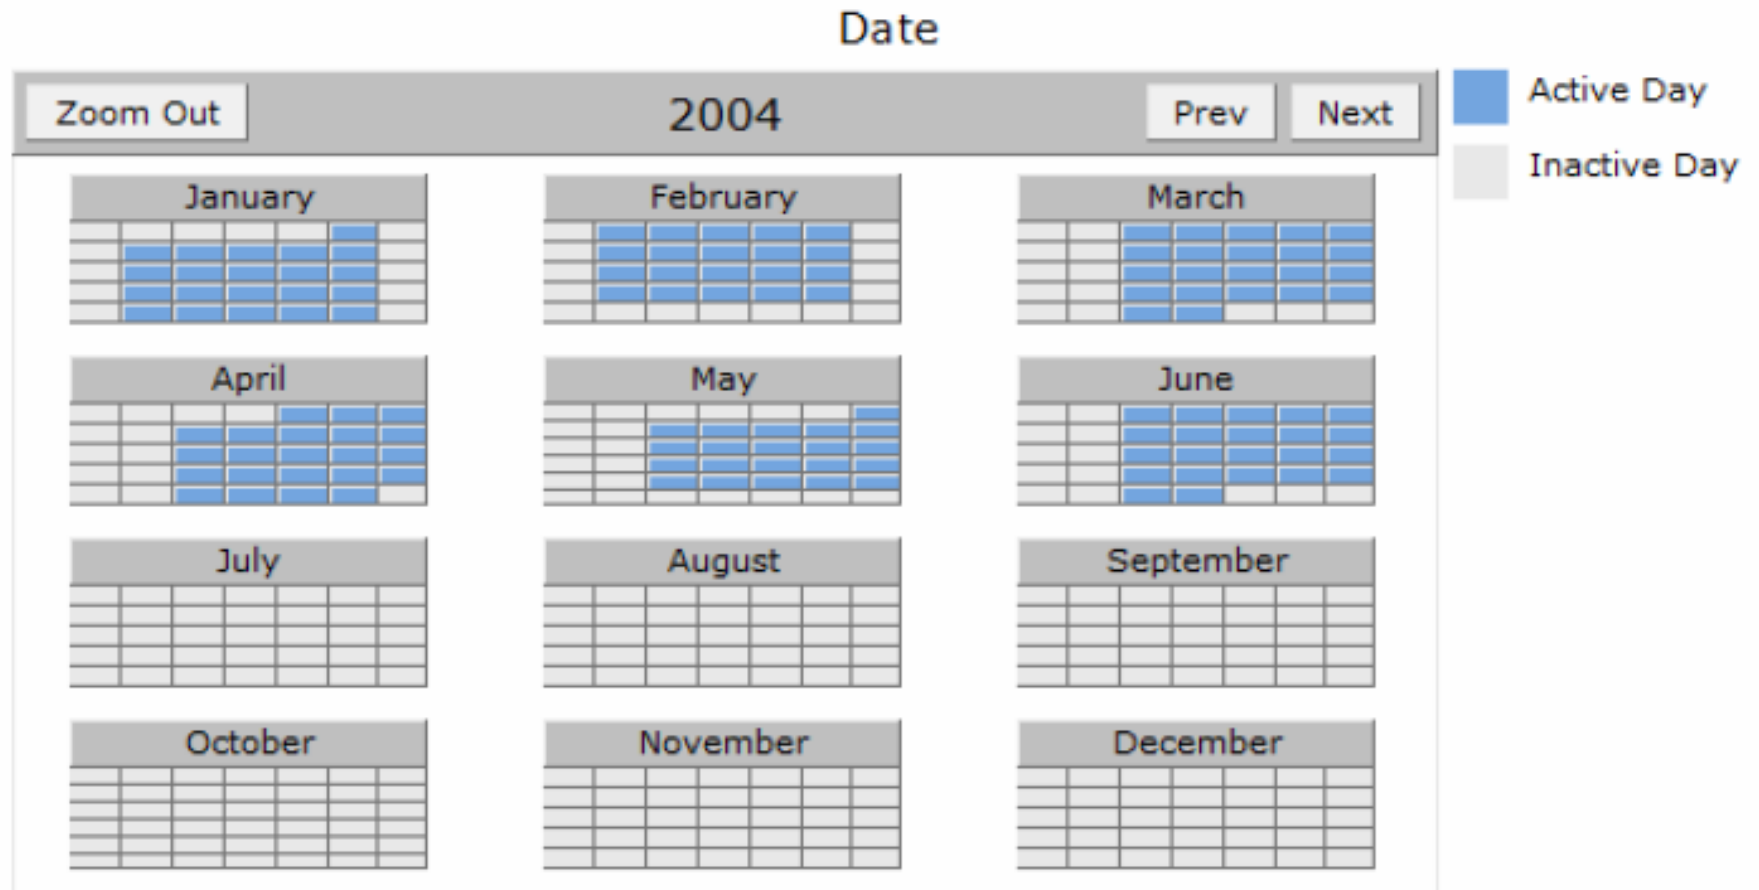 Date
Zoom Out 2004 Prev Next
Active Day
Inactive Day
January February March
April May June
July August September
October November December